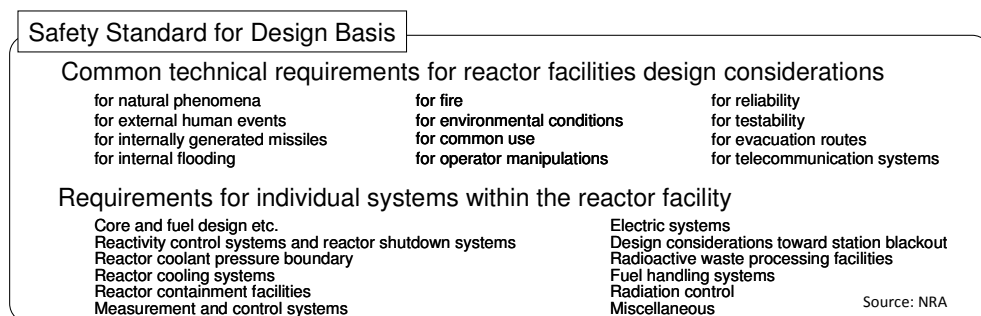 Safety Standard for Design Basis
Common technical requirements for reactor facilities design considerations
for natural phenomena
for external human events
for internally generated missiles
for internal flooding
for fire
for environmental conditions
for common use
for operator manipulations
for reliability
for testability
for evacuation routes
for telecommunication systems
Requirements for individual systems within the reactor facility
Core and fuel design etc.
Reactivity control systems and reactor shutdown systems
Reactor coolant pressure boundary
Reactor cooling systems
Reactor containment facilities
Measurement and control systems
Electric systems
Design considerations toward station blackout
Radioactive waste processing facilities
Fuel handling systems
Radiation control
Miscellaneous
Source: NRA